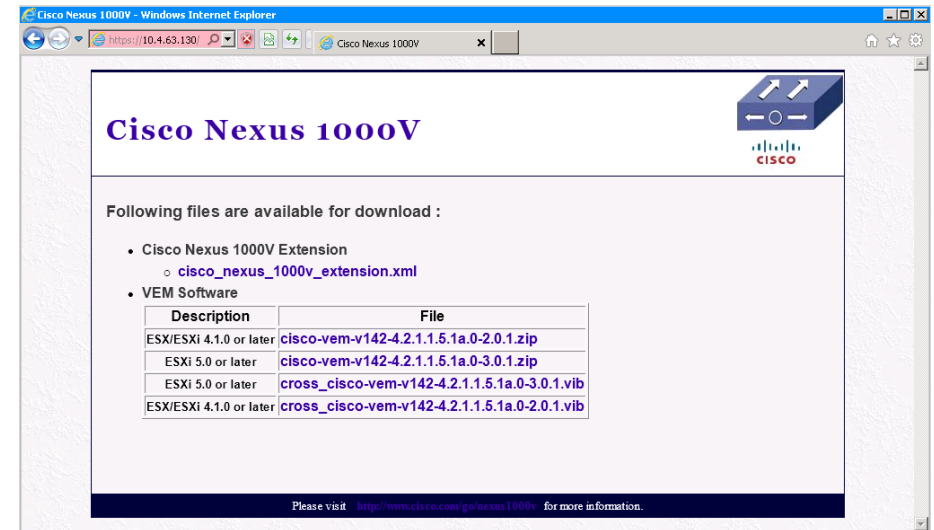 Cisco Nexus 1000V - Windows Internet Explorer
https://10.4.63.130/
Cisco Nexus 1000V
Cisco Nexus 1000V
CISCO
Following files are available for download :
Cisco Nexus 1000V Extension
cisco_nexus_1000v_extension.xml
VEM Software
Description File
ESX/ESXi 4.1.0 or later cisco-vem-v142-4.2.1.1.5.1a.0-2.0.1.zip
ESXi 5.0 or later cisco-vem-v142-4.2.1.1.5.1a.0-3.0.1.zip
ESXi 5.0 or later cross_cisco-vem-v142-4.2.1.1.5.1a.0-3.0.1.vib
ESX/ESXi 4.1.0 or later cross_cisco-vem-v142-4.2.1.1.5.1a.0-2.0.1.vib
Please visit http://www.cisco.com/go/nexus1000v for more information.